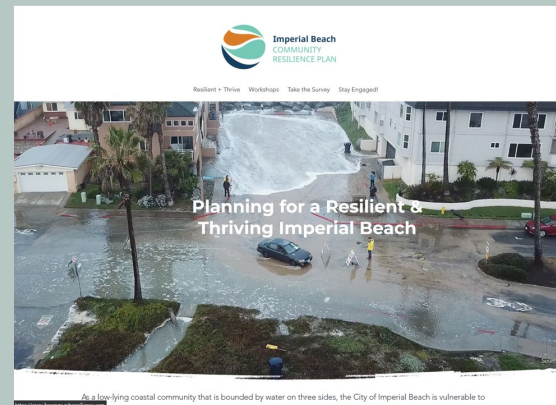 Imperial Beach
COMMUNITY
RESILIENCE PLAN
Resilient + Thrive Workshops Take the Survey Stay Engaged!
Planning for a Resilient &
Thriving Imperial Beach
As a low-lying coastal community that is bounded by water on three sides, the City of Imperial Beach is vulnerable to